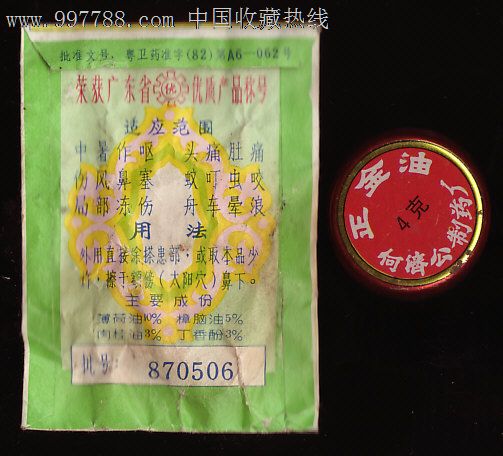 www.997788.com 中国收藏热线
批准文号：粤卫药准字(82)第A6-062号
荣获广东省优优质产品称号
适应范围
中暑作呕 头痛肚痛
伤风鼻塞 蚊叮虫咬
局部冻伤 舟车晕浪
用法
外用直接涂搽患部，或取本品少
许，擦于额傍（太阳穴）鼻下。
主要成份
薄荷油10% 樟脑油5%
肉桂油3% 丁香酚3%
批号：870506
正金油
4克
何济公制药厂